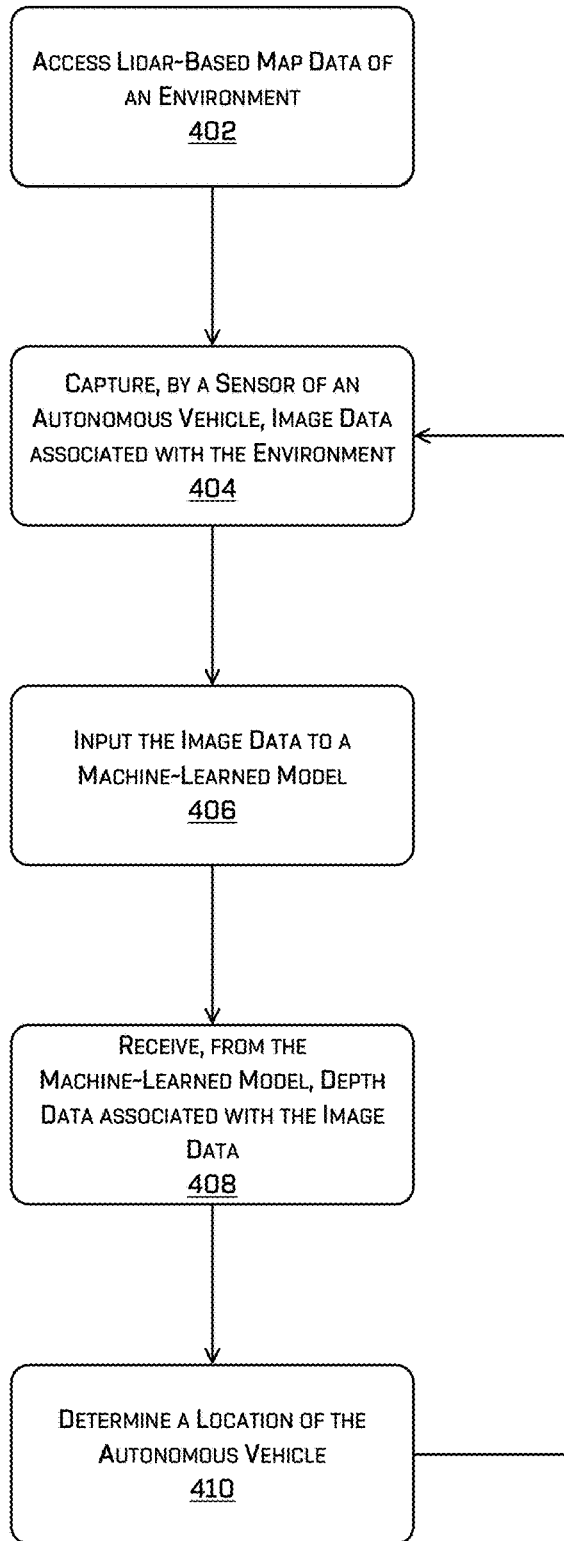 ACCESS LIDAR-BASED MAP DATA OF
AN ENVIRONMENT
402
CAPTURE, BY A SENSOR OF AN
AUTONOMOUS VEHICLE, IMAGE DATA
ASSOCIATED WITH THE ENVIRONMENT
404
INPUT THE IMAGE DATA TO A
MACHINE-LEARNED MODEL
406
RECEIVE, FROM THE
MACHINE-LEARNED MODEL, DEPTH
DATA ASSOCIATED WITH THE IMAGE
DATA
408
DETERMINE A LOCATION OF THE
AUTONOMOUS VEHICLE
410